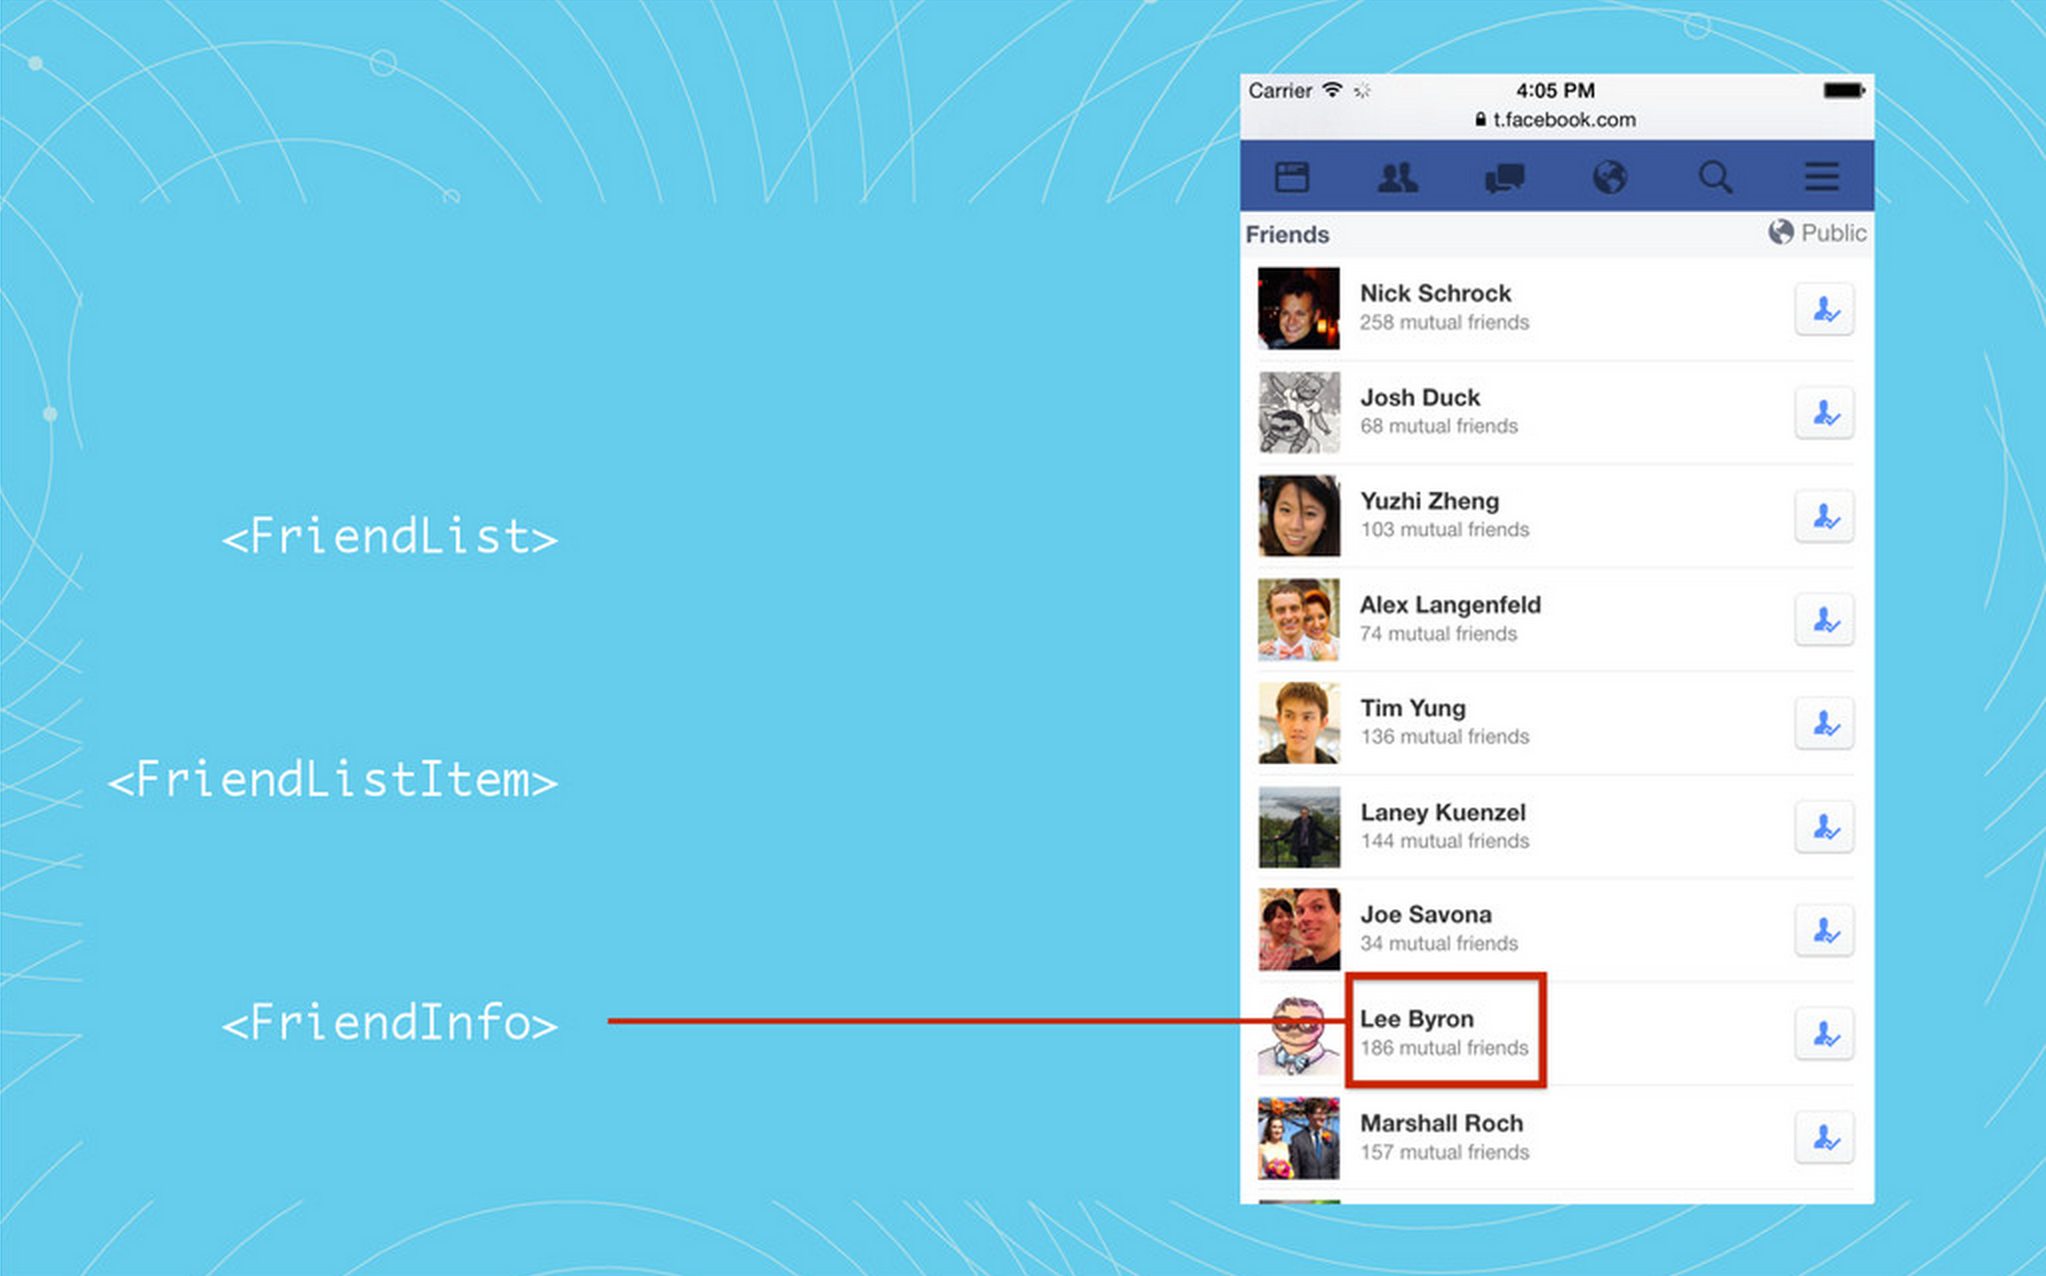 <FriendList>
<FriendListItem>
<FriendInfo>
Carrier
4:05 PM
t.facebook.com
Friends
Public
Nick Schrock
258 mutual friends
Josh Duck
68 mutual friends
Yuzhi Zheng
103 mutual friends
Alex Langenfeld
74 mutual friends
Tim Yung
136 mutual friends
Laney Kuenzel
144 mutual friends
Joe Savona
34 mutual friends
Lee Byron
186 mutual friends
Marshall Roch
157 mutual friends